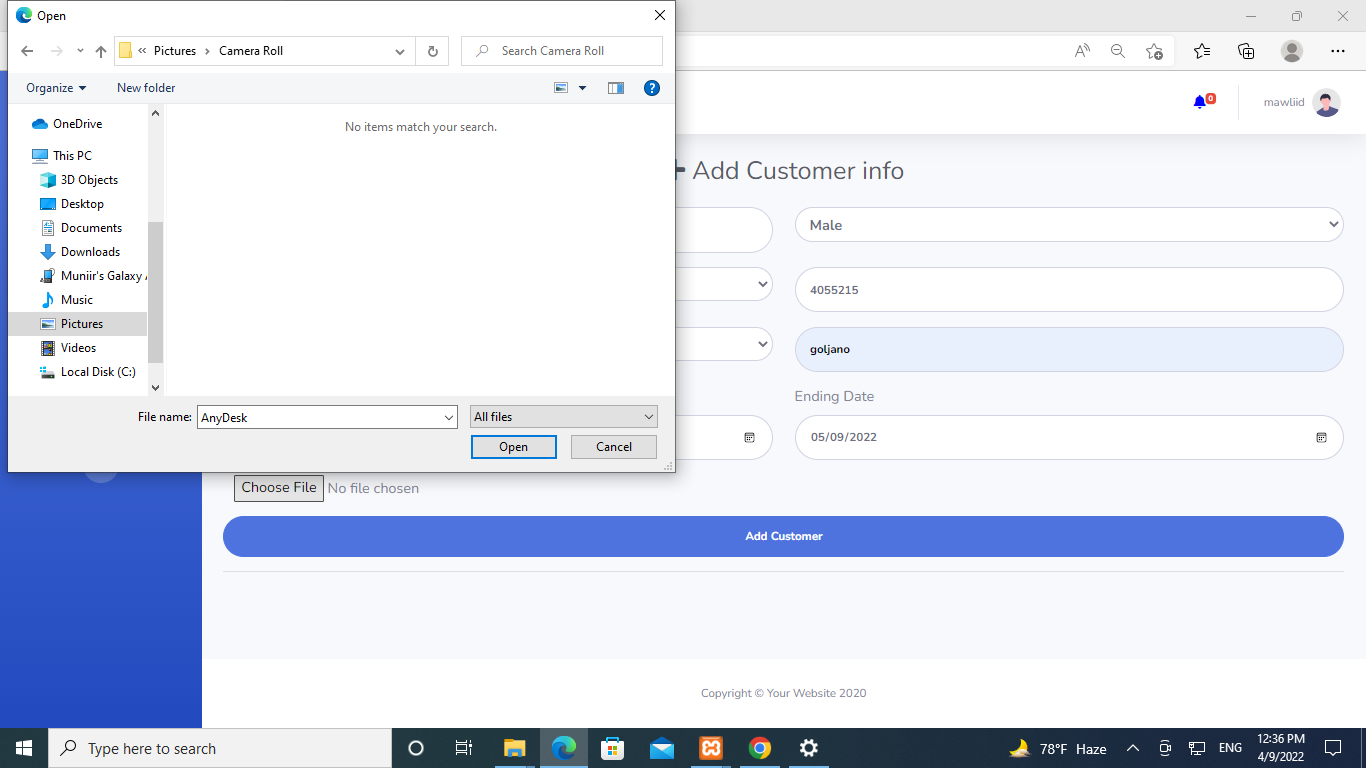 Open
Pictures
Camera Roll
Search Camera Roll
Organize
New folder
?
OneDrive
This PC
3D Objects
Desktop
Documents
Downloads
Muniir's Galaxy
Music
Pictures
Videos
Local Disk (C:)
No items match your search.
File name:
AnyDesk
All files
Open
Cancel
0
mawliid
Add Customer info
Male
4055215
goljano
Ending Date
05/09/2022
Choose File No file chosen
Add Customer
Copyright © Your Website 2020
Type here to search
78°F Haze
ENG
12:36 PM
4/9/2022